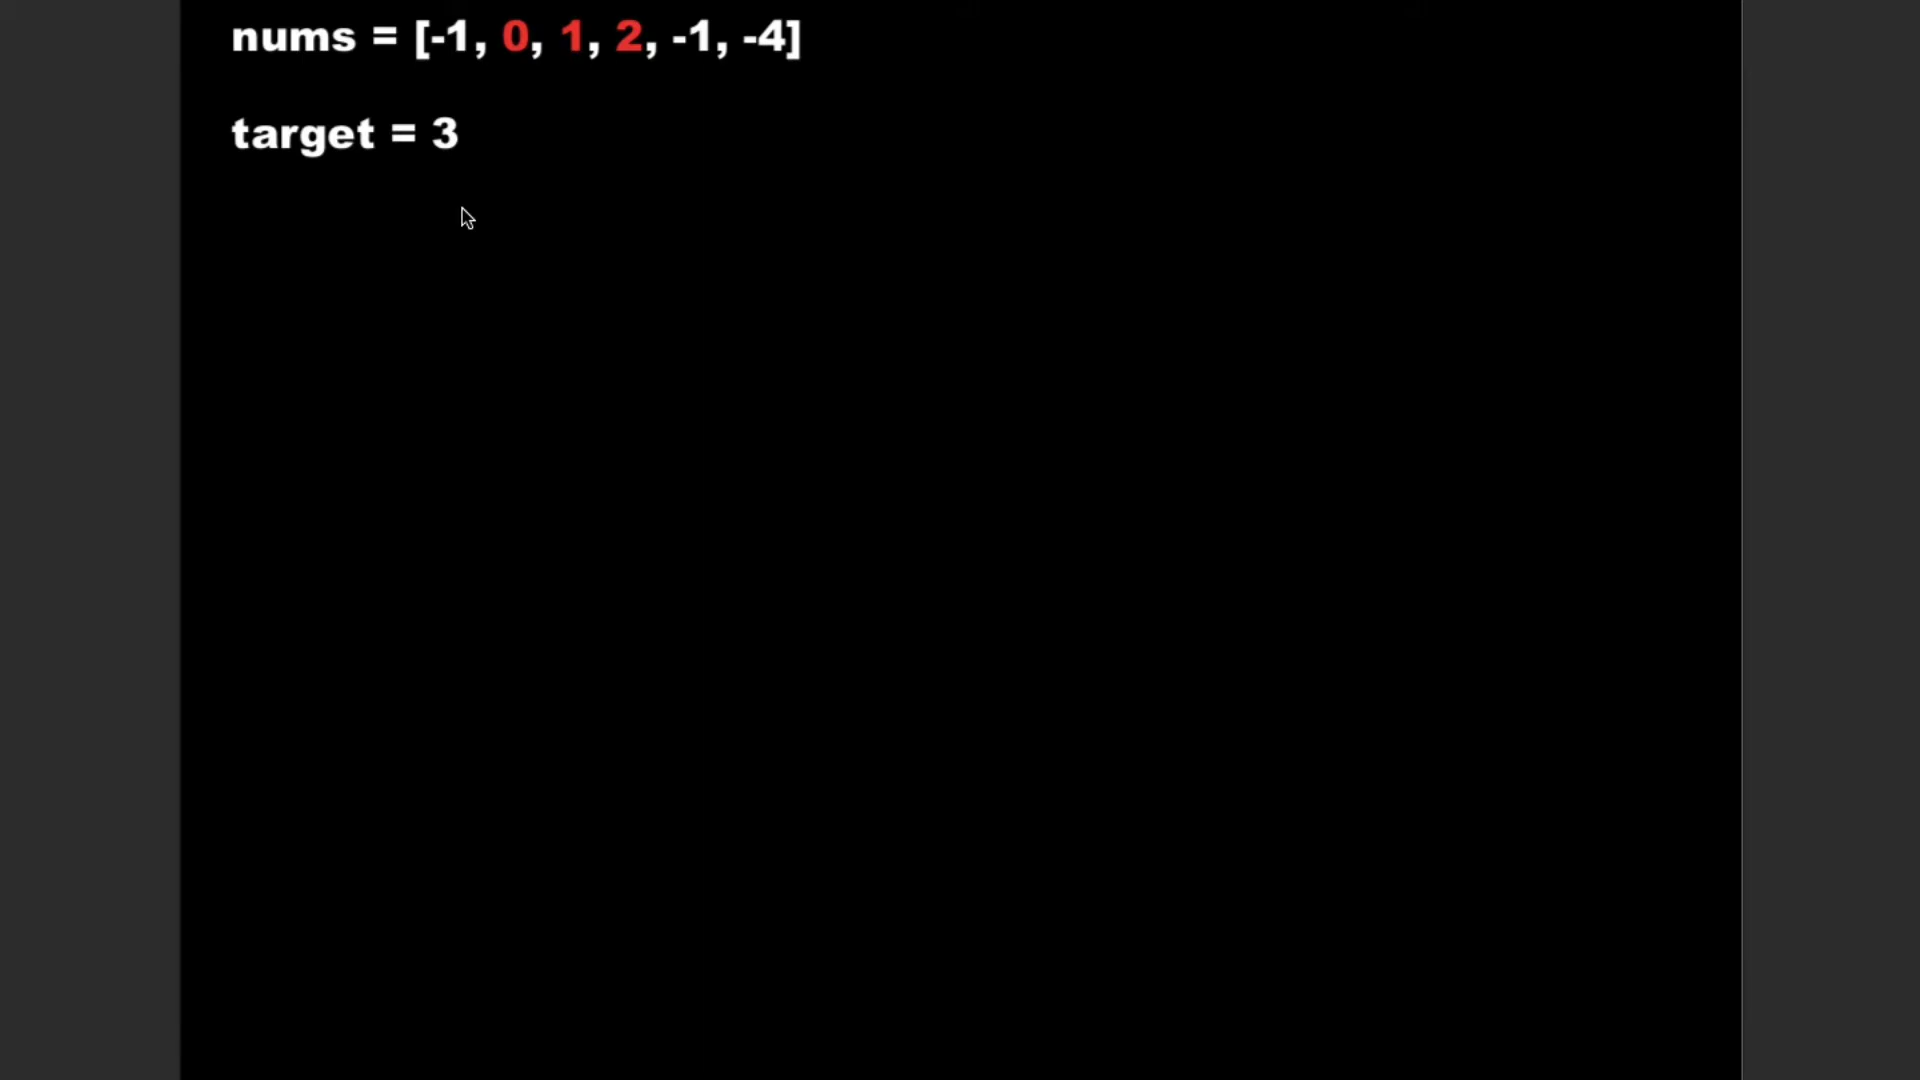 nums = [-1, 0, 1, 2, -1, -4]
target = 3